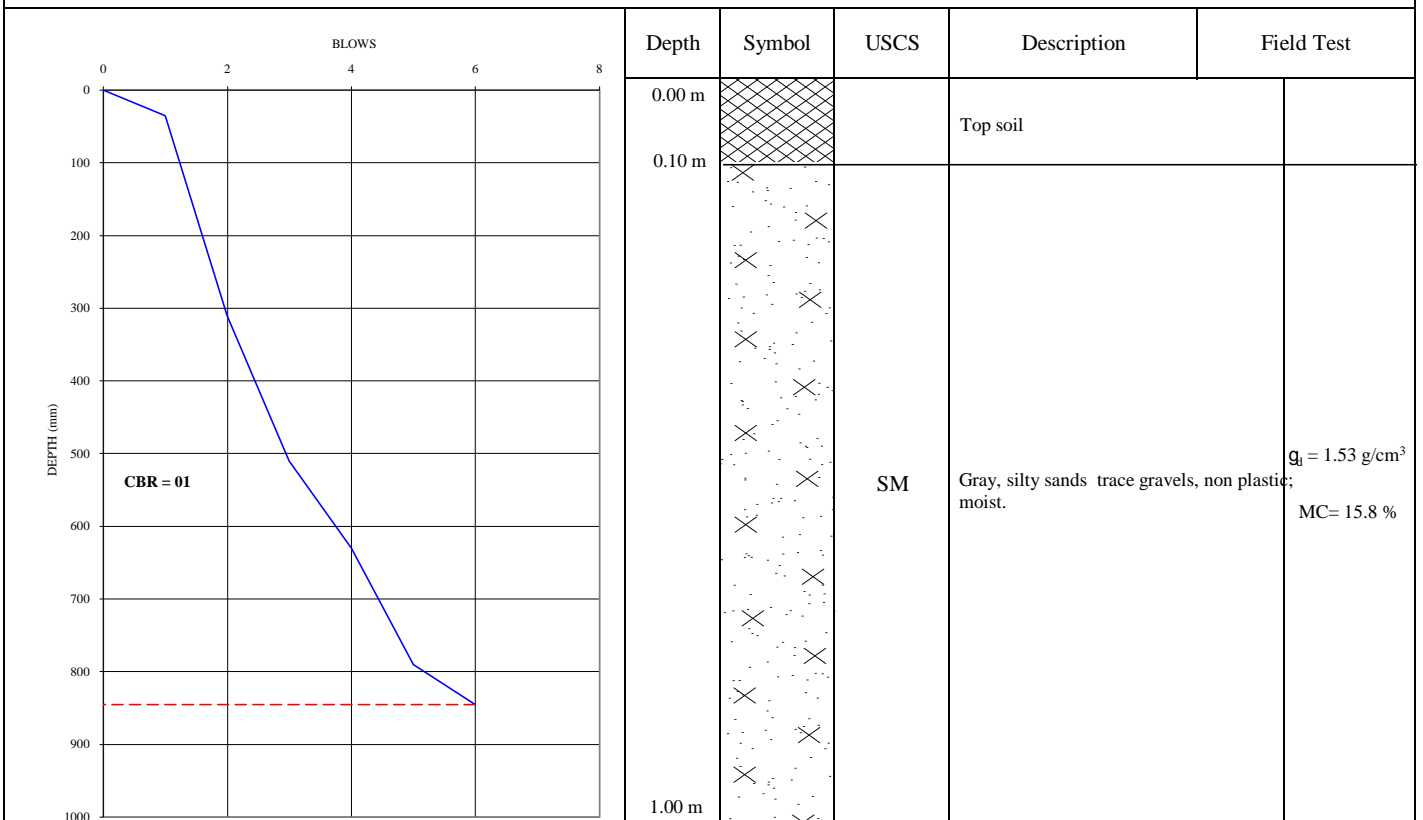 BLOWS
0 2 4 6 8
0
100
200
300
400
500
600
700
800
900
1000
DEPTH (mm)
CBR = 01
Depth Symbol USCS Description Field Test
0.00 m
Top soil
0.10 m
SM
Gray, silty sands trace gravels, non plastic;
moist.
gd = 1.53 g/cm³
MC= 15.8 %
1.00 m